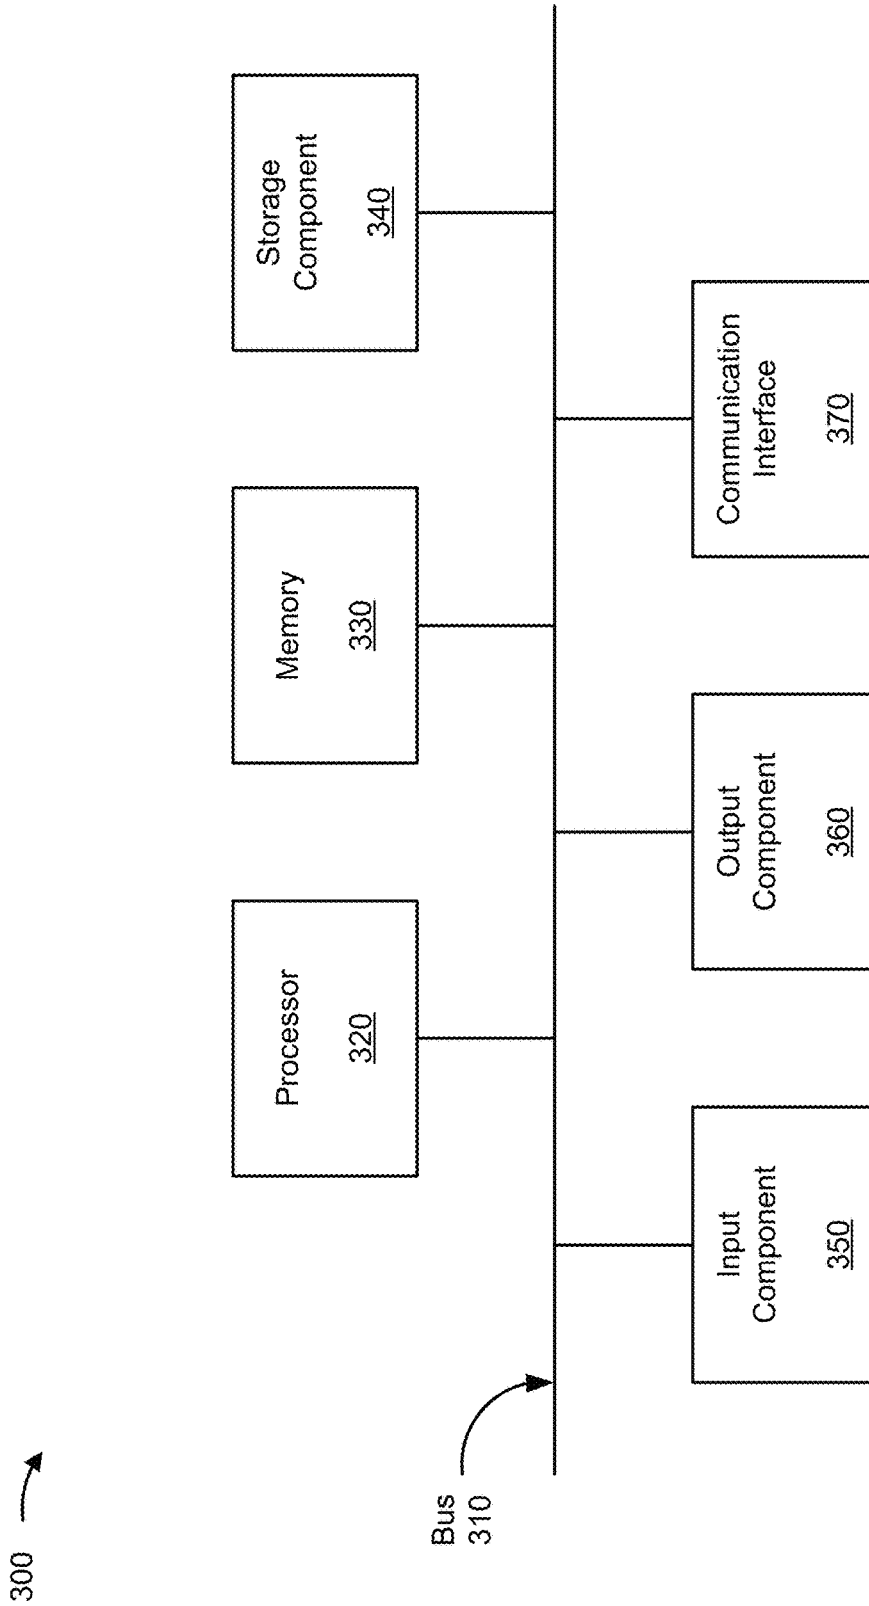 300
Bus
310
Processor
320
Memory
330
Storage
Component
340
Input
Component
350
Output
Component
360
Communication
Interface
370